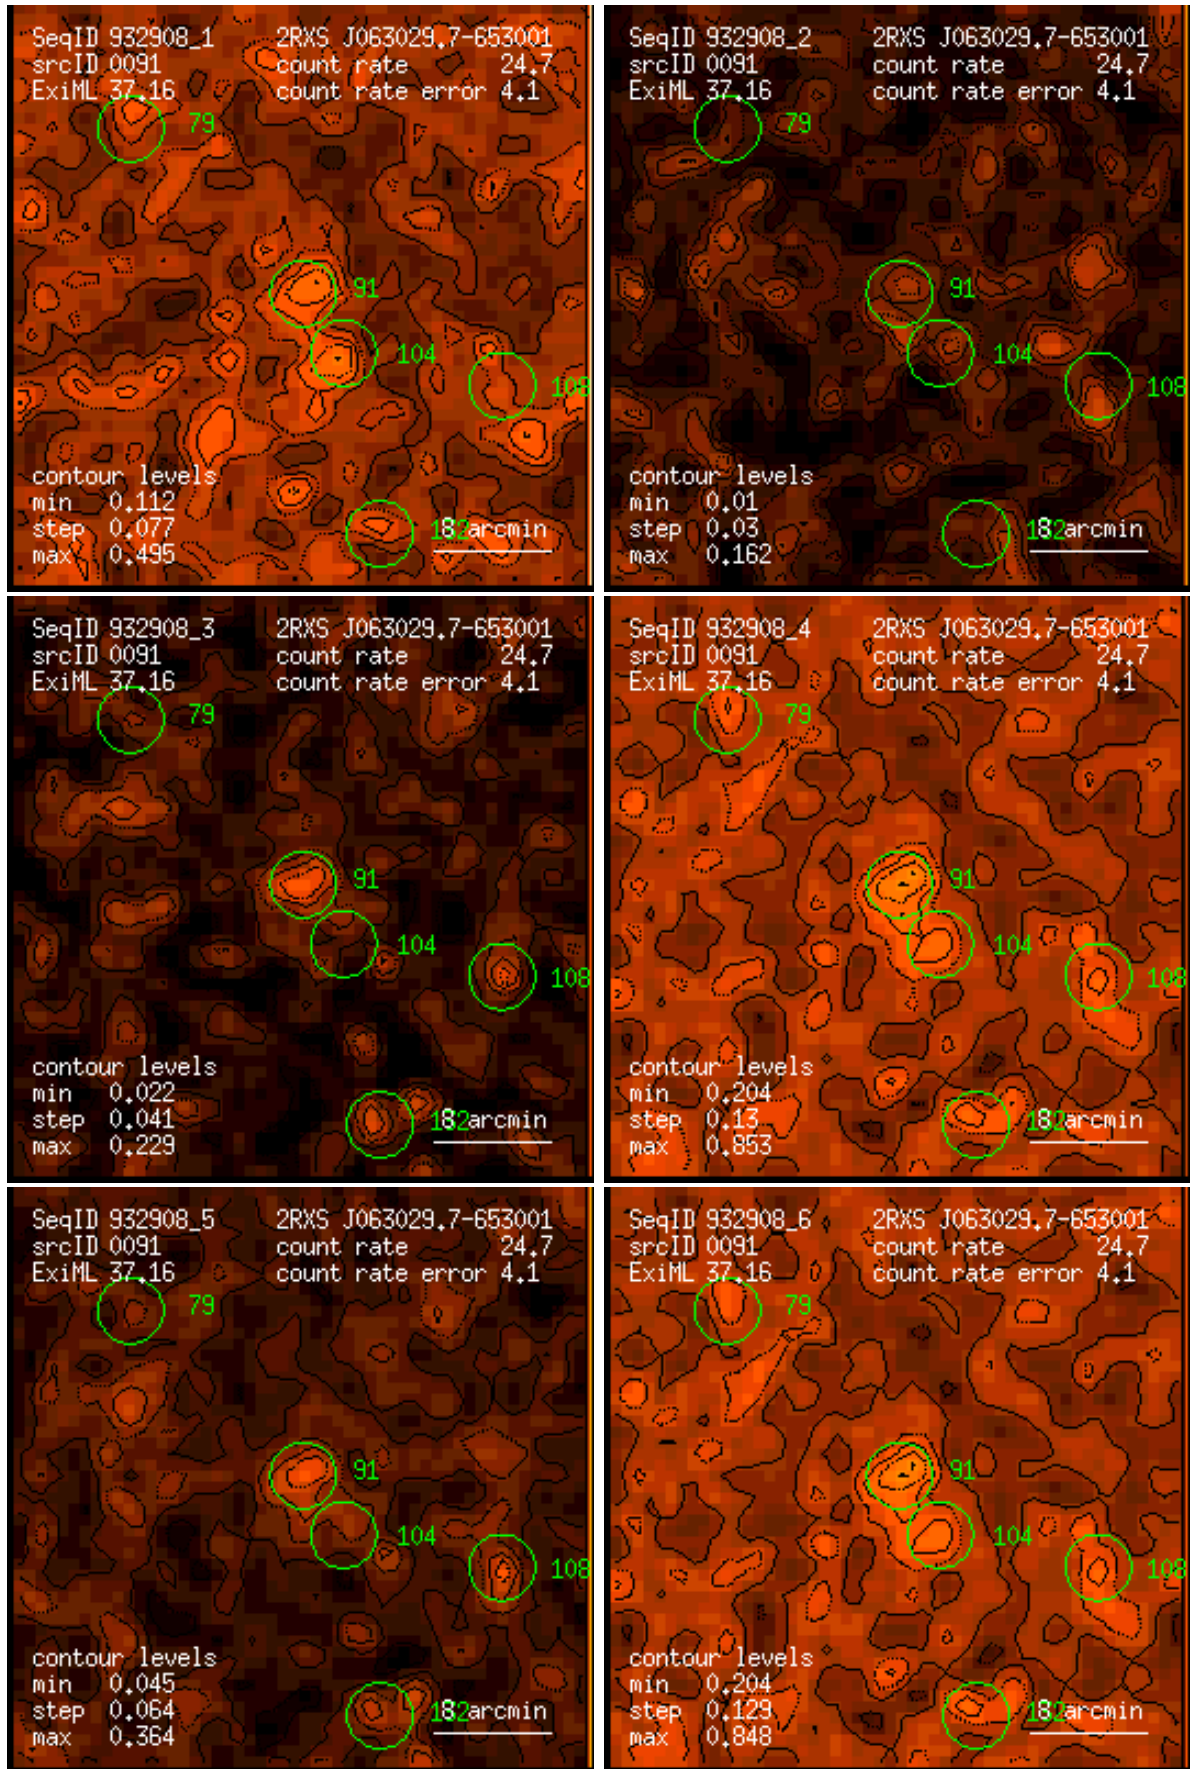 SeqID 932908_1 2RXS J063029.7-653001
srcID 0091 count rate 24.7
ExiML 37.16 count rate error 4.1
79
91
104
108
contour levels
min 0.112
step 0.077 8 arcmin
max 0.495
SeqID 932908_2 2RXS J063029.7-653001
srcID 0091 count rate 24.7
ExiML 37.16 count rate error 4.1
79
91
104
108
contour levels
min 0.01
step 0.03 8 arcmin
max 0.162
SeqID 932908_3 2RXS J063029.7-653001
srcID 0091 count rate 24.7
ExiML 37.16 count rate error 4.1
79
91
104
108
contour levels
min 0.022
step 0.041 8 arcmin
max 0.229
SeqID 932908_4 2RXS J063029.7-653001
srcID 0091 count rate 24.7
ExiML 37.16 count rate error 4.1
79
91
104
108
contour levels
min 0.204
step 0.13 8 arcmin
max 0.853
SeqID 932908_5 2RXS J063029.7-653001
srcID 0091 count rate 24.7
ExiML 37.16 count rate error 4.1
79
91
104
108
contour levels
min 0.045
step 0.064 8 arcmin
max 0.364
SeqID 932908_6 2RXS J063029.7-653001
srcID 0091 count rate 24.7
ExiML 37.16 count rate error 4.1
79
91
104
108
contour levels
min 0.204
step 0.129 8 arcmin
max 0.848